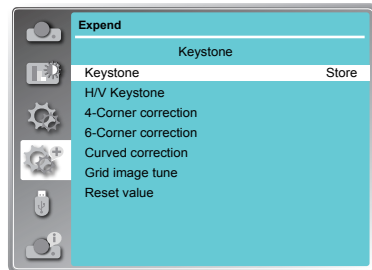 Expend
Keystone
Keystone Store
H/V Keystone
4-Corner correction
6-Corner correction
Curved correction
Grid image tune
Reset value